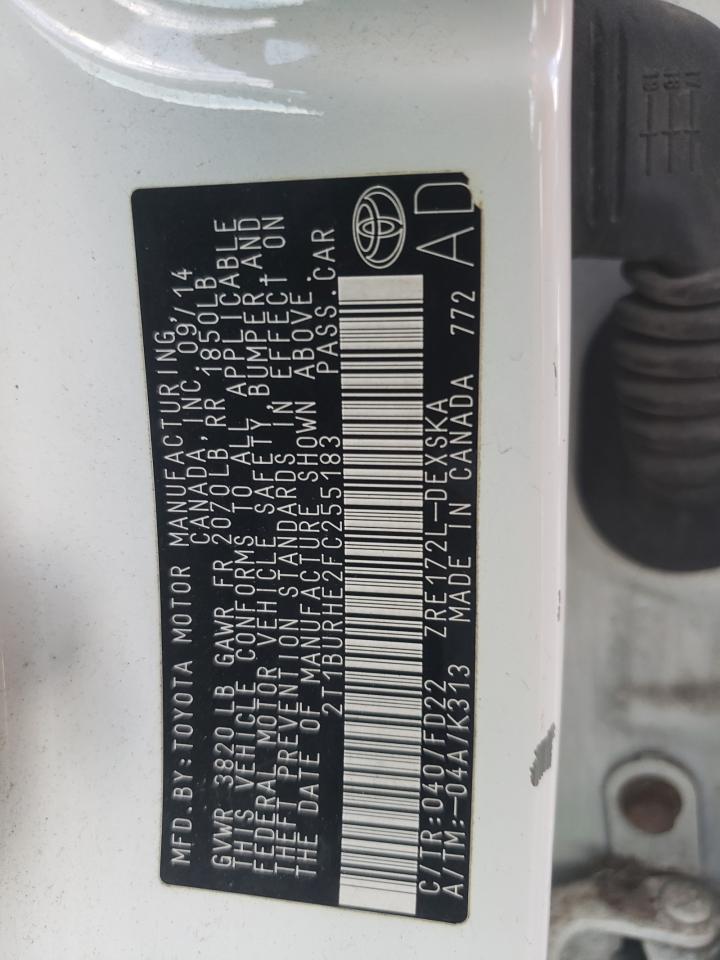 MFD.BY:TOYOTA MOTOR MANUFACTURING,
CANADA,INC. 09/14
GVWR 3820LB GAWR FR 2070LB,RR 1850LB
THIS VEHICLE CONFORMS TO ALL APPLICABLE
FEDERAL MOTOR VEHICLE SAFETY, BUMPER AND
THEFT PREVENTION STANDARDS IN EFFECT ON
THE DATE OF MANUFACTURE SHOWN ABOVE.
2T1BURHE2FC255183 PASS.CAR
C/TR:040/FD22 ZRE172L-DEXSKA
A/TM:-04A/K313 MADE IN CANADA 772
AD